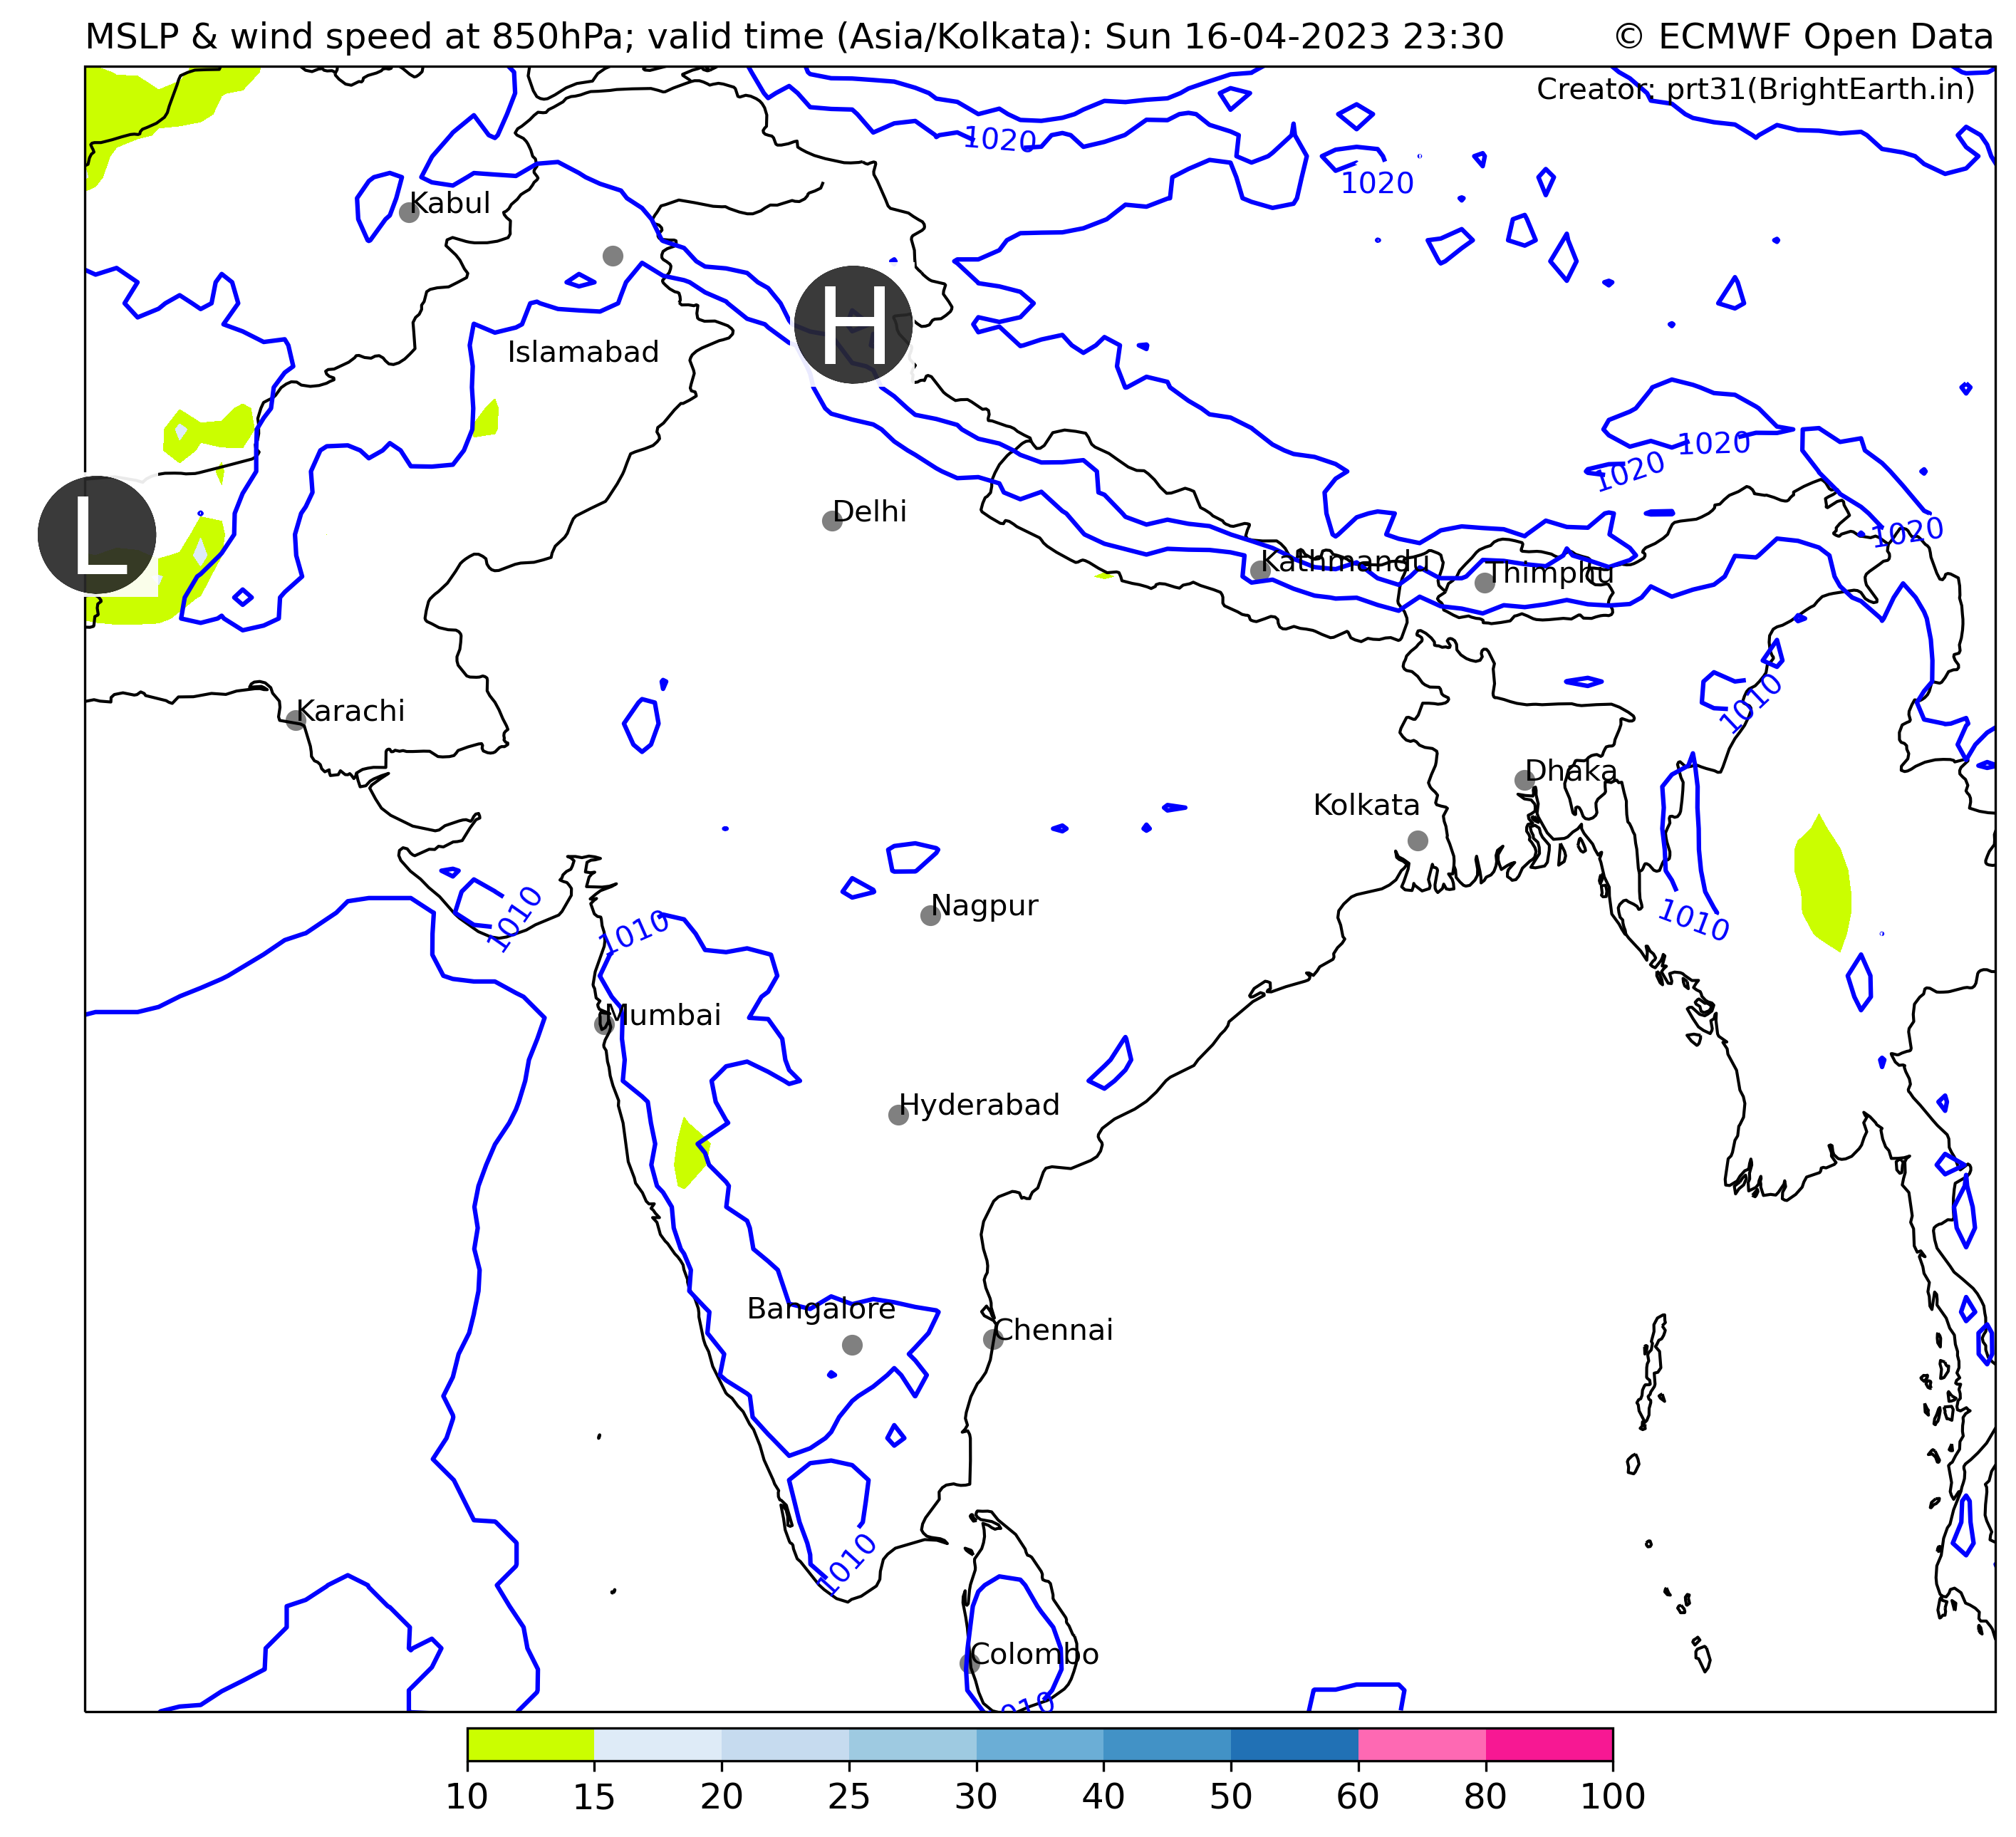 MSLP & wind speed at 850hPa; valid time (Asia/Kolkata): Sun 16-04-2023 23:30
© ECMWF Open Data
Creator: prt31(BrightEarth.in)
1020
1020
Kabul
H
Islamabad
1020
1020
L
Delhi
1020
Kathmandu
Thimphu
1010
Karachi
Dhaka
Kolkata
1010
Nagpur
1010
1010
Mumbai
Hyderabad
Bangalore
Chennai
1010
Colombo
010
10 15 20 25 30 40 50 60 80 100